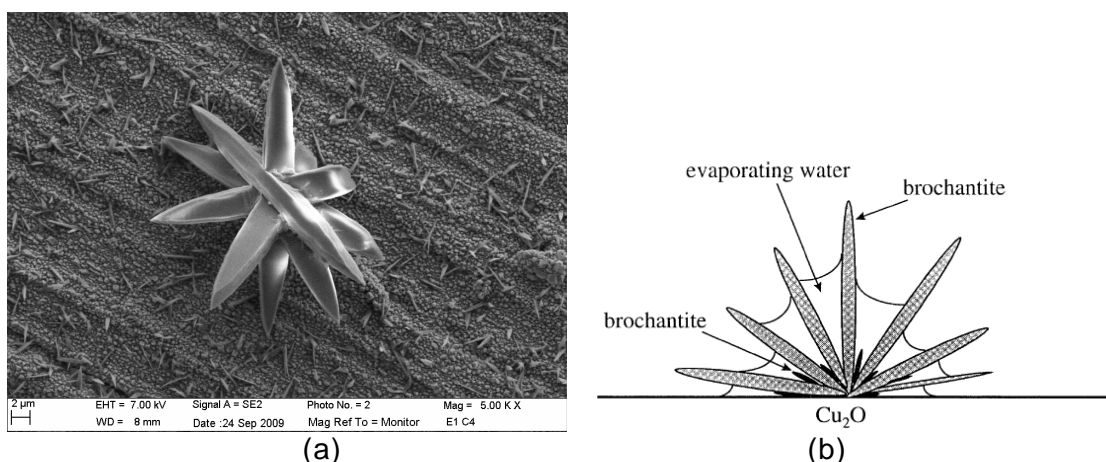 evaporating water
brochantite
brochantite
Cu₂O
2 µm
EHT = 7.00 kV Signal A = SE2 Photo No. = 2 Mag = 5.00 K X
WD = 8 mm Date :24 Sep 2009 Mag Ref To = Monitor E1 C4
(a) (b)